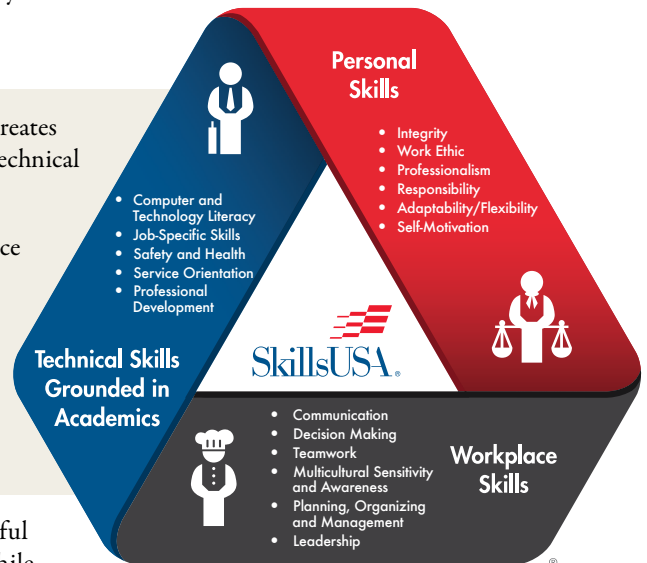 reates
echnical
ce
ful
Personal
Skills
• Integrity
• Work Ethic
• Professionalism
• Responsibility
• Adaptability/Flexibility
• Self-Motivation
• Computer and
Technology Literacy
• Job-Specific Skills
• Safety and Health
• Service Orientation
• Professional
Development
Technical Skills
Grounded in
Academics
SkillsUSA®
• Communication
• Decision Making
• Teamwork
• Multicultural Sensitivity
and Awareness
• Planning, Organizing
and Management
• Leadership
Workplace
Skills
®